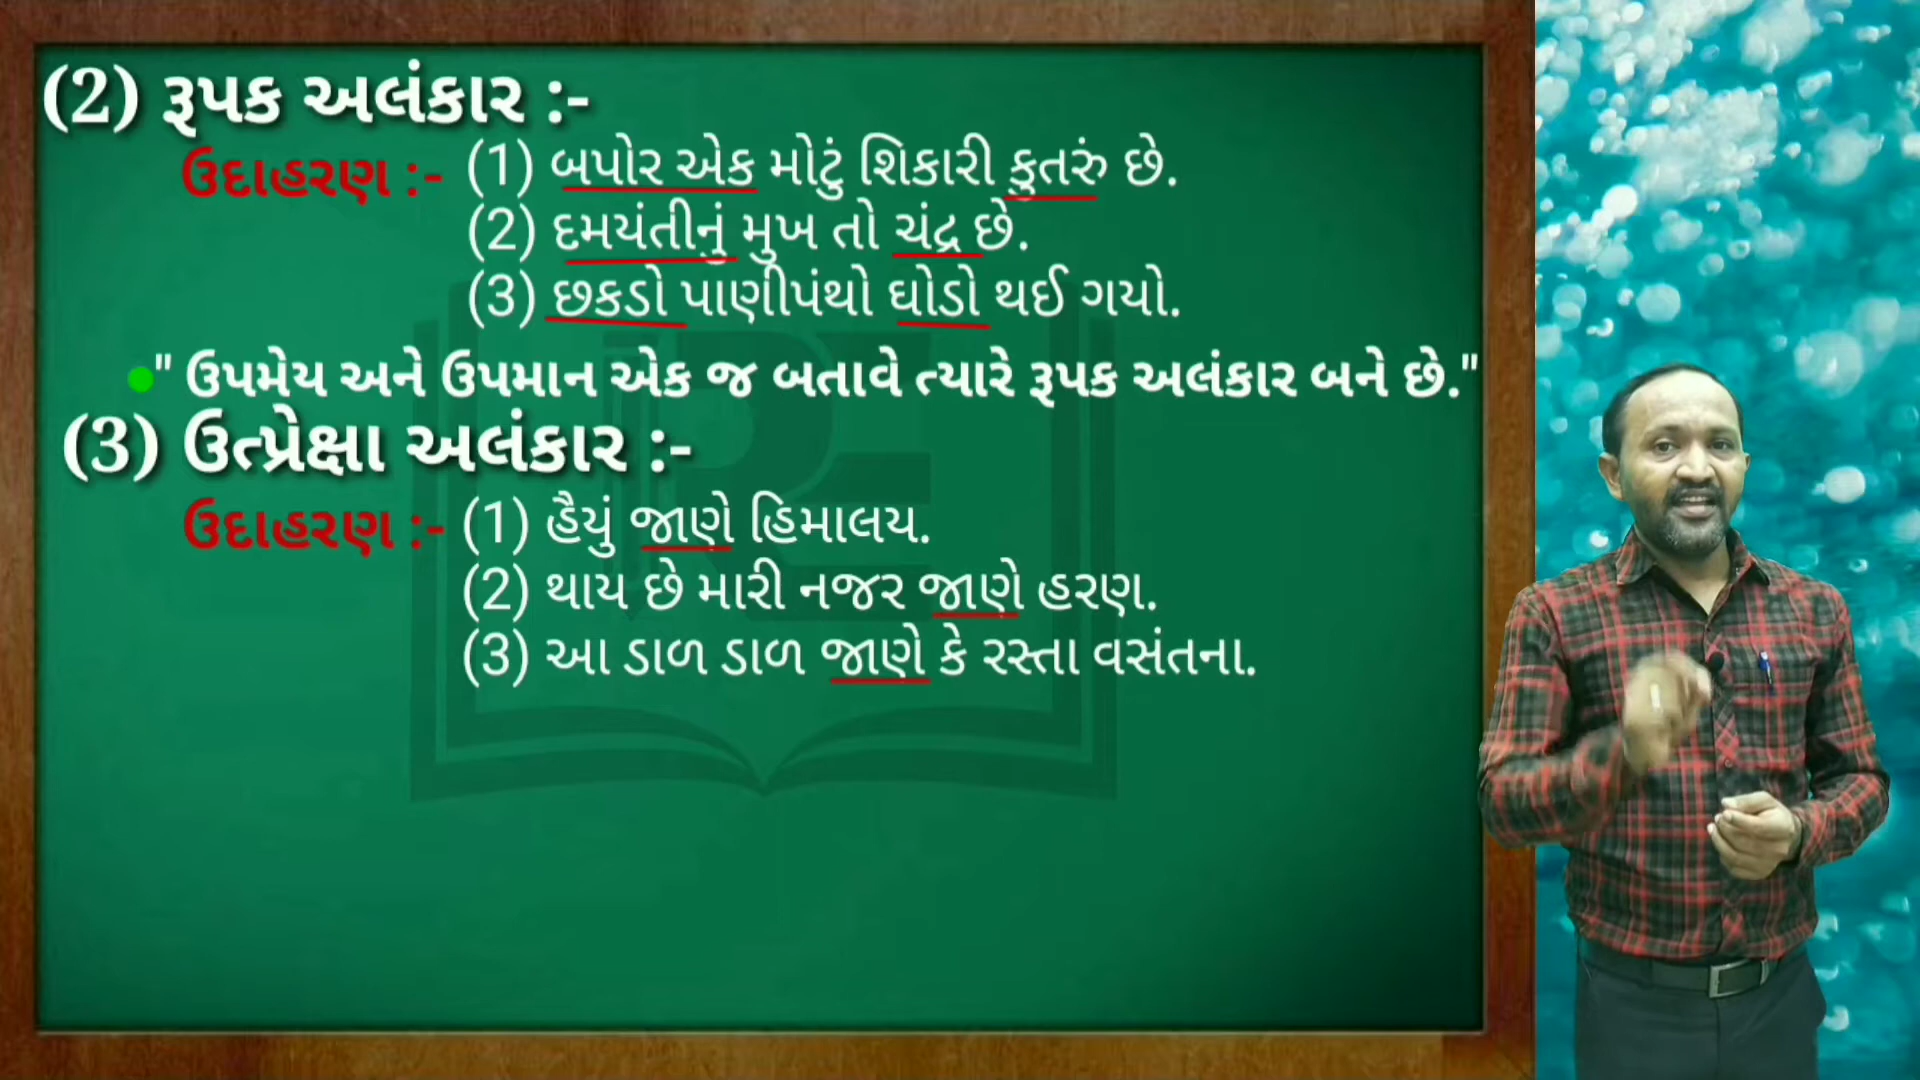 (2) રૂપક અલંકાર :-
ઉદાહરણ :- (1) બપોર એક મોટું શિકારી કુતરું છે.
(2) દમયંતીનું મુખ તો ચંદ્ર છે.
(3) છકડો પાણીપંથો ઘોડો થઈ ગયો.
" ઉપમેય અને ઉપમાન એક જ બતાવે ત્યારે રૂપક અલંકાર બને છે."
(3) ઉત્પ્રેક્ષા અલંકાર :-
ઉદાહરણ :- (1) હૈયું જાણે હિમાલય.
(2) થાય છે મારી નજર જાણે હરણ.
(3) આ ડાળ ડાળ જાણે કે રસ્તા વસંતના.